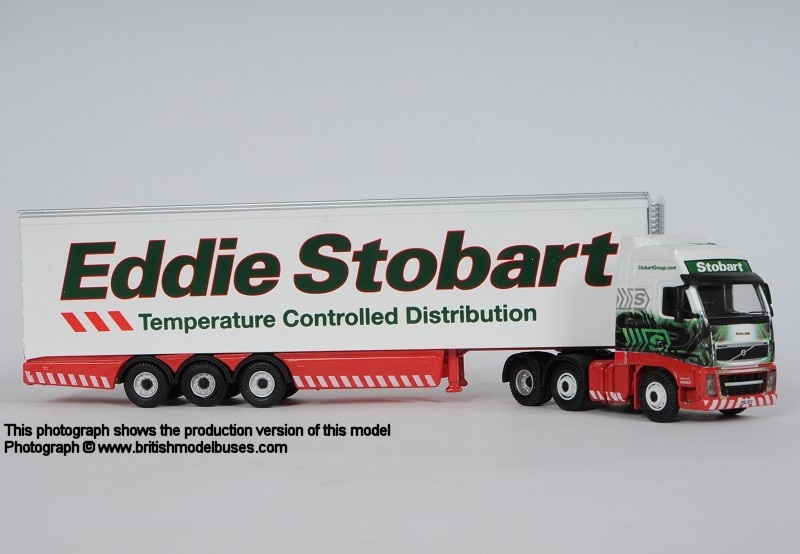 Eddie Stobart
Temperature Controlled Distribution
StobartGroup.com
Stobart
S
VOLVO
This photograph shows the production version of this model
Photograph © www.britishmodelbuses.com